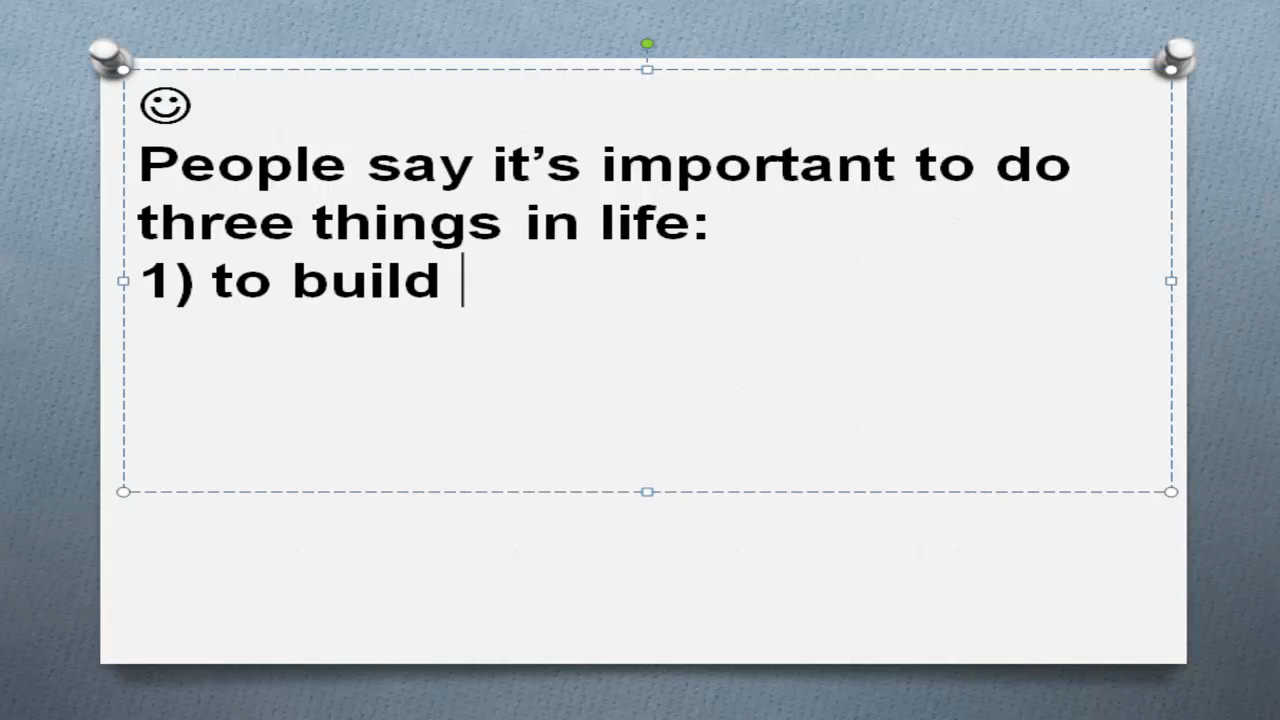 ☺
People say it’s important to do
three things in life:
1) to build